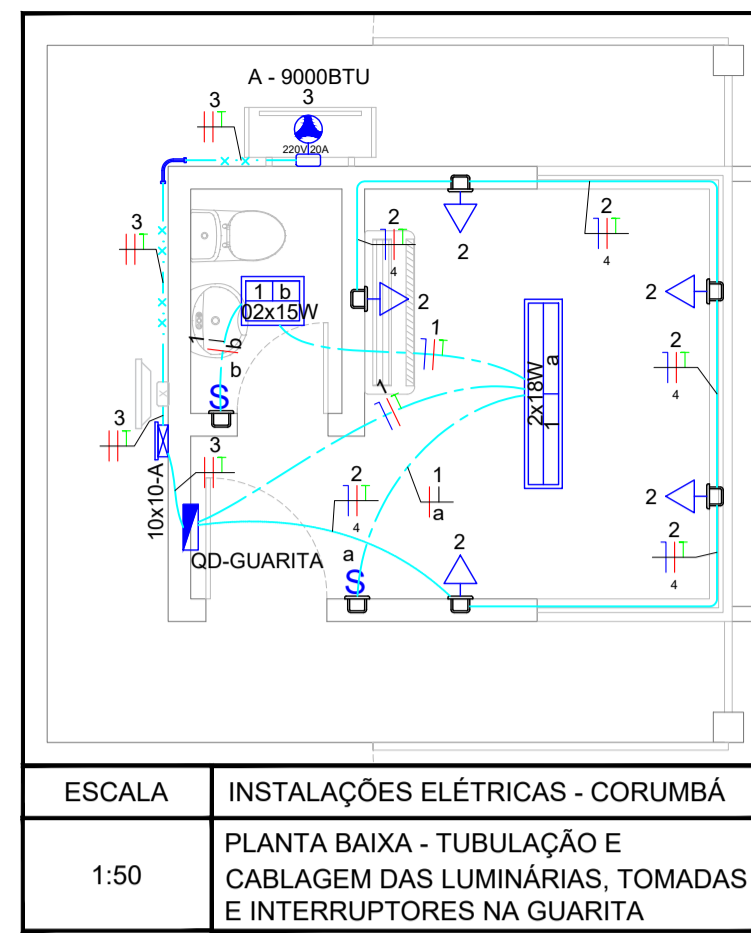 A - 9000BTU
3
3
220V/20A
3
2
4
2
4
2
2
2
1 b
02x15W
1
b
b
S
1
1
2x18W
a
1
2
4
3
3
10x10-A
2
4
1
a
2
2
4
QD-GUARITA
a
S
2
ESCALA
INSTALAÇÕES ELÉTRICAS - CORUMBÁ
1:50
PLANTA BAIXA - TUBULAÇÃO E
CABLAGEM DAS LUMINÁRIAS, TOMADAS
E INTERRUPTORES NA GUARITA